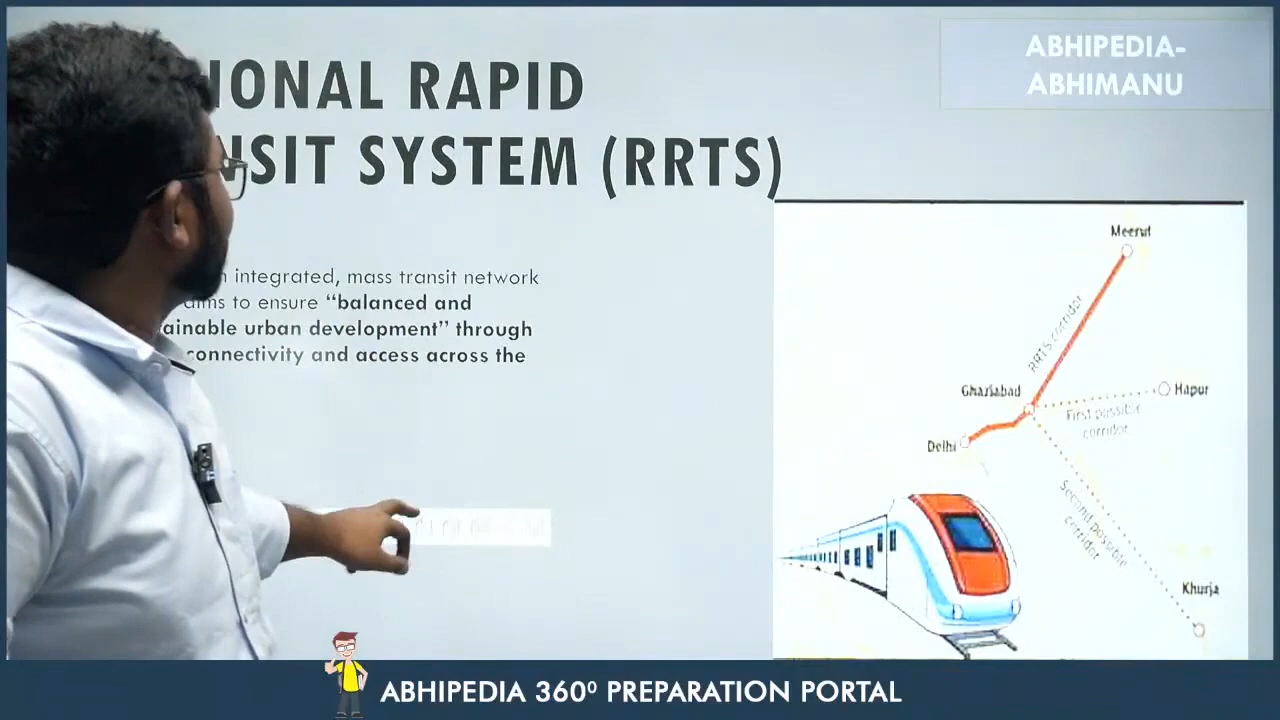 IONAL RAPID
NSIT SYSTEM (RRTS)
ABHIPEDIA-
ABHIMANU
integrated, mass transit network
aims to ensure “balanced and
ainable urban development” through
connectivity and access across the
Meerut
RRTS corridor
Ghaziabad
Hapur
First possible
corridor
Delhi
Second possible
corridor
Khurja
ABHIPEDIA 360⁰ PREPARATION PORTAL